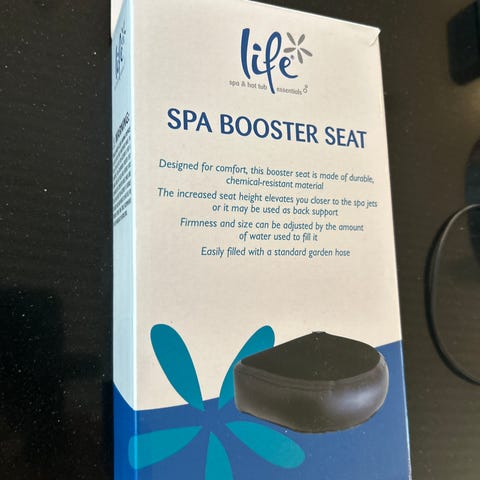 life
spa & hot tub essentials
SPA BOOSTER SEAT
Designed for comfort, this booster seat is made of durable,
chemical-resistant material
The increased seat height elevates you closer to the spa jets
or it may be used as back support
Firmness and size can be adjusted by the amount
of water used to fill it
Easily filled with a standard garden hose
WARNING: